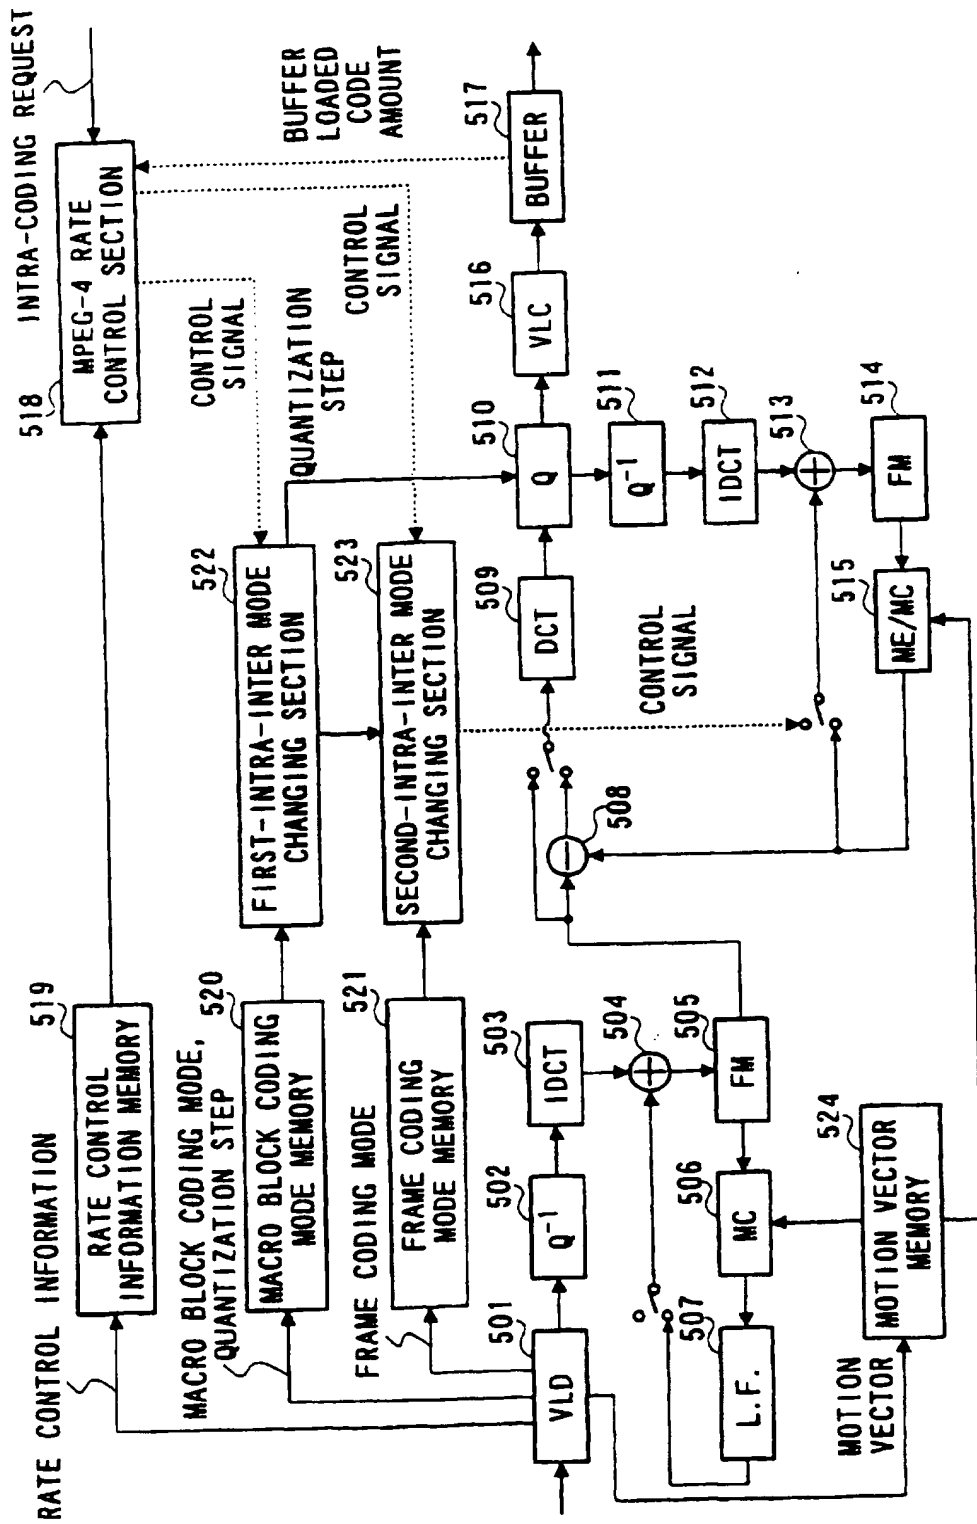 RATE CONTROL INFORMATION
519
RATE CONTROL
INFORMATION MEMORY
518
MPEG-4 RATE
CONTROL SECTION
INTRA-CODING REQUEST
MACRO BLOCK CODING MODE,
QUANTIZATION STEP
520
MACRO BLOCK CODING
MODE MEMORY
522
FIRST-INTRA-INTER MODE
CHANGING SECTION
CONTROL
SIGNAL
QUANTIZATION
STEP
BUFFER
LOADED
CODE
AMOUNT
FRAME CODING MODE
521
FRAME CODING
MODE MEMORY
523
SECOND-INTRA-INTER MODE
CHANGING SECTION
CONTROL
SIGNAL
501
VLD
502
Q⁻¹
503
IDCT
504
505
FM
506
MC
507
L.F.
508
509
DCT
510
Q
516
VLC
517
BUFFER
511
Q⁻¹
512
IDCT
513
514
FM
515
ME/MC
CONTROL
SIGNAL
MOTION
VECTOR
524
MOTION VECTOR
MEMORY